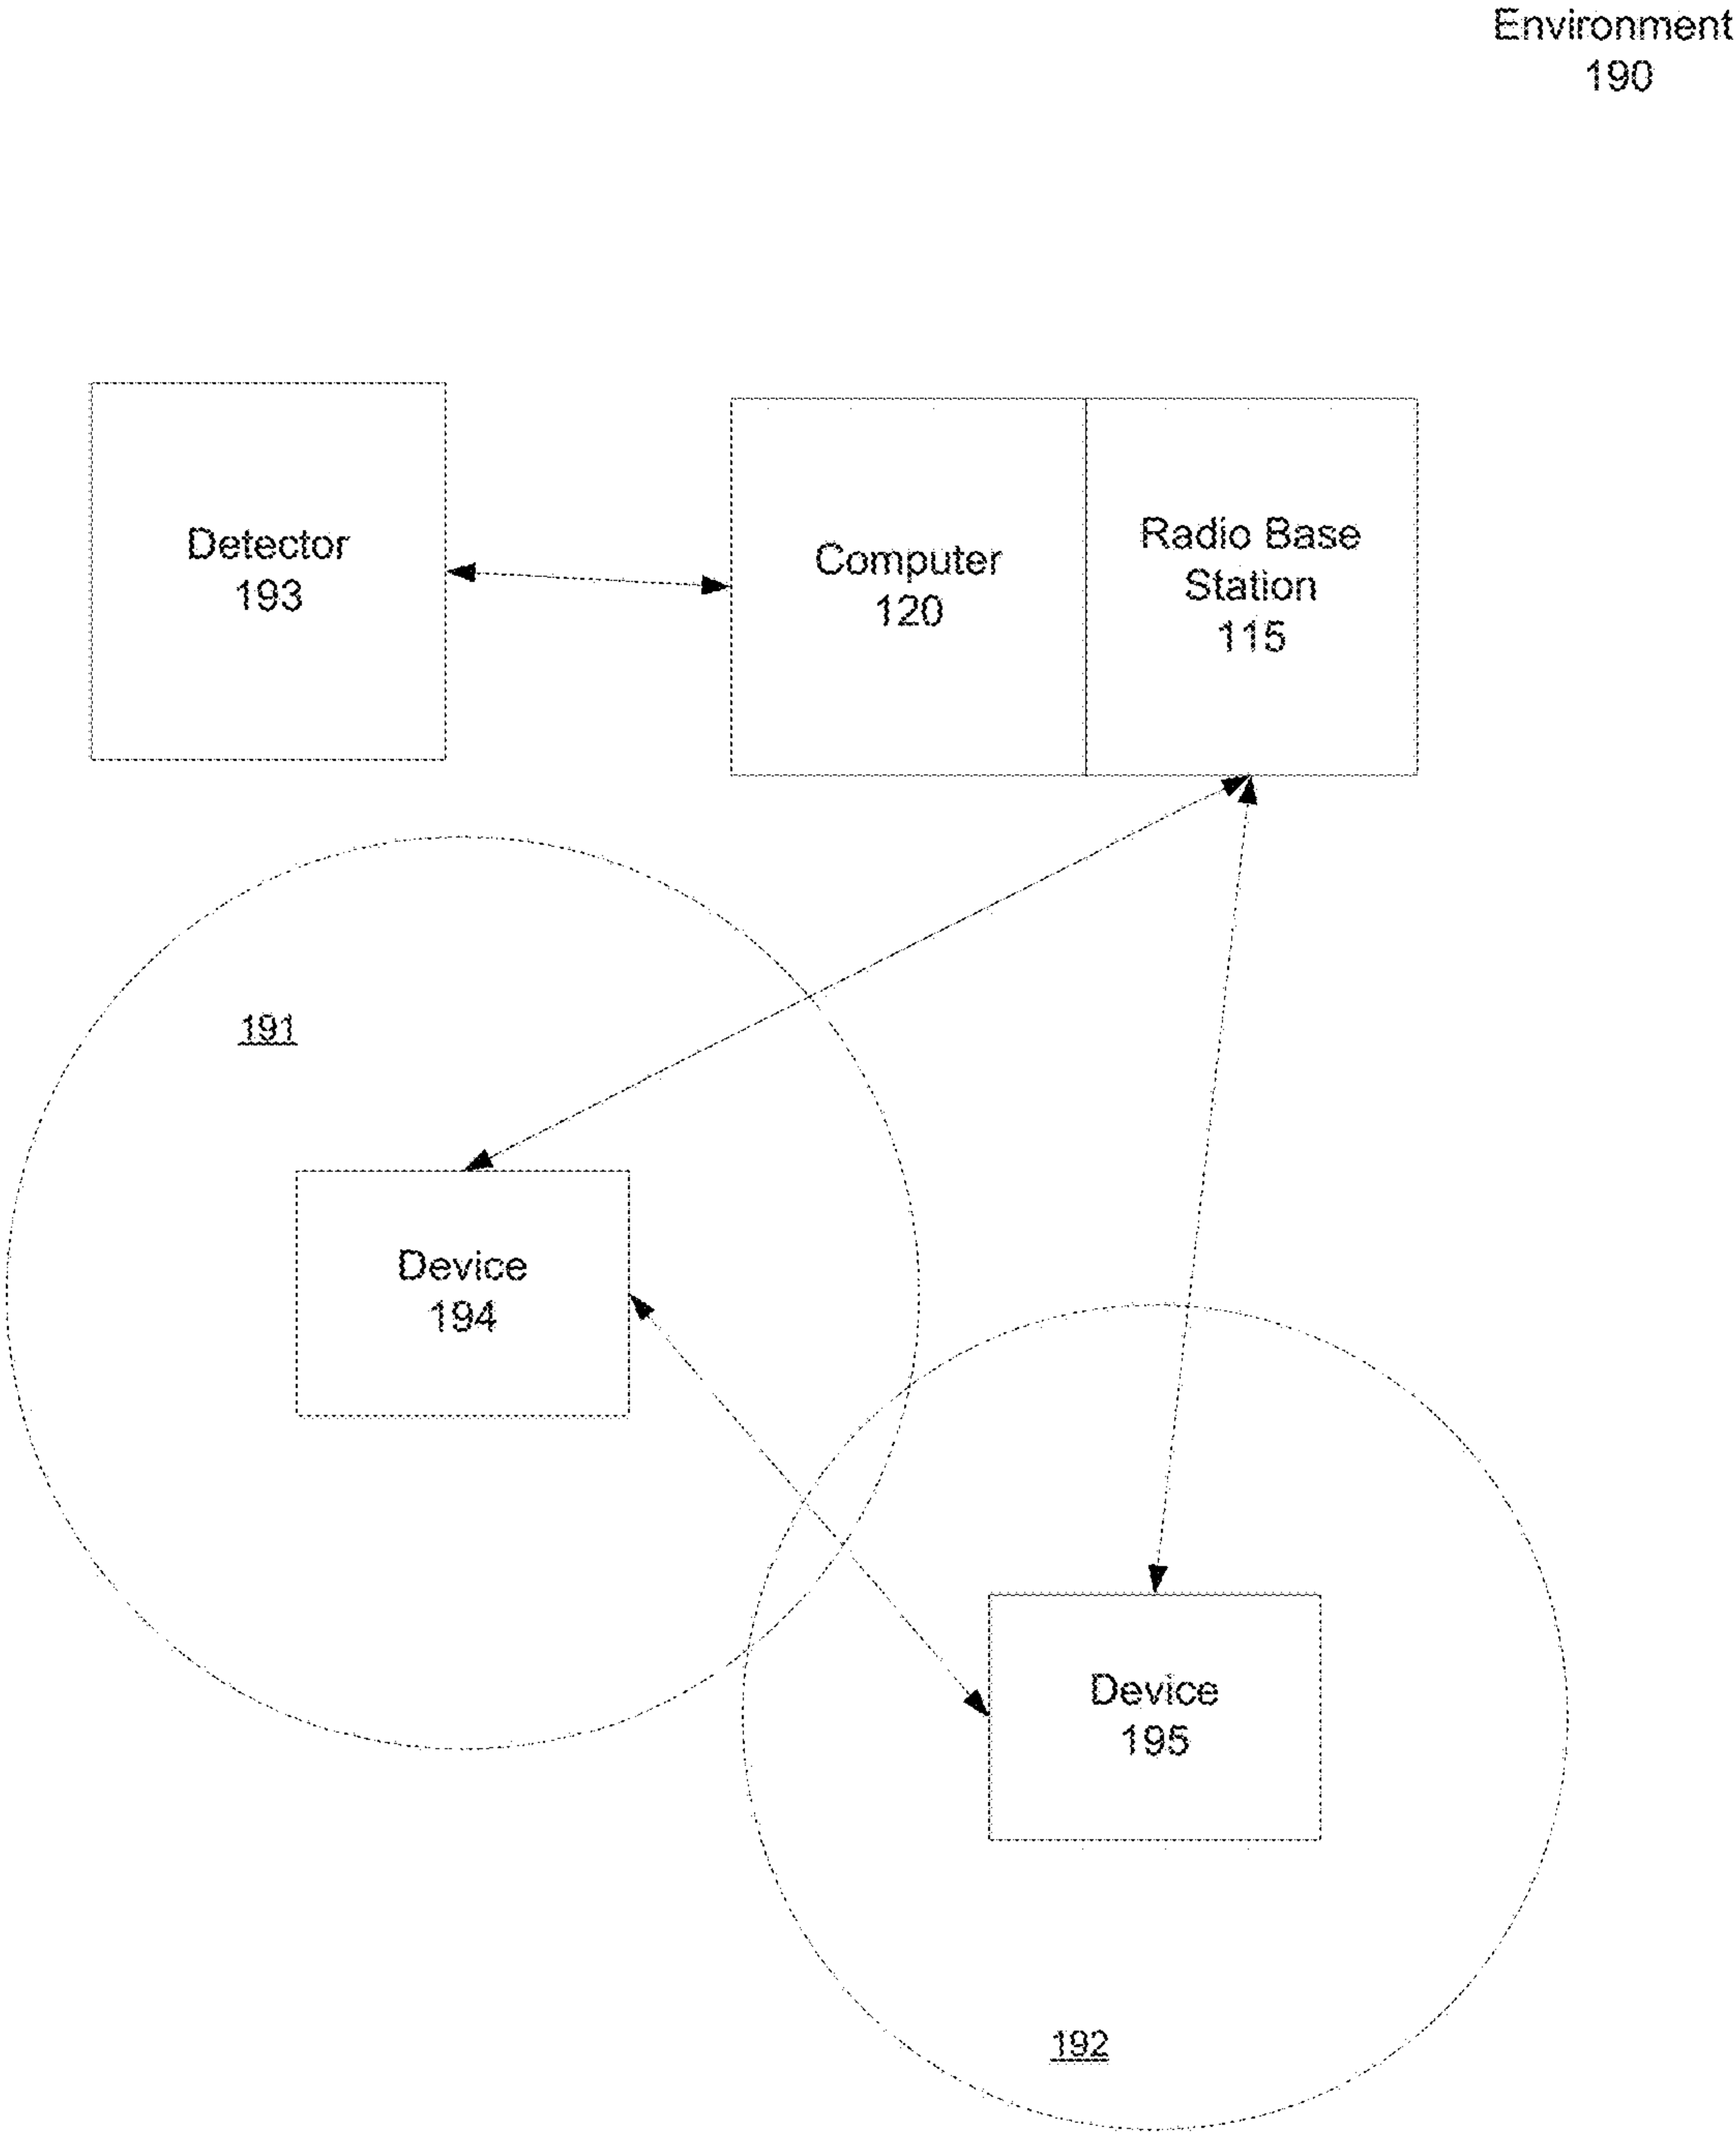 Environment
190
Detector
193
Computer
120
Radio Base
Station
115
191
Device
194
Device
195
192